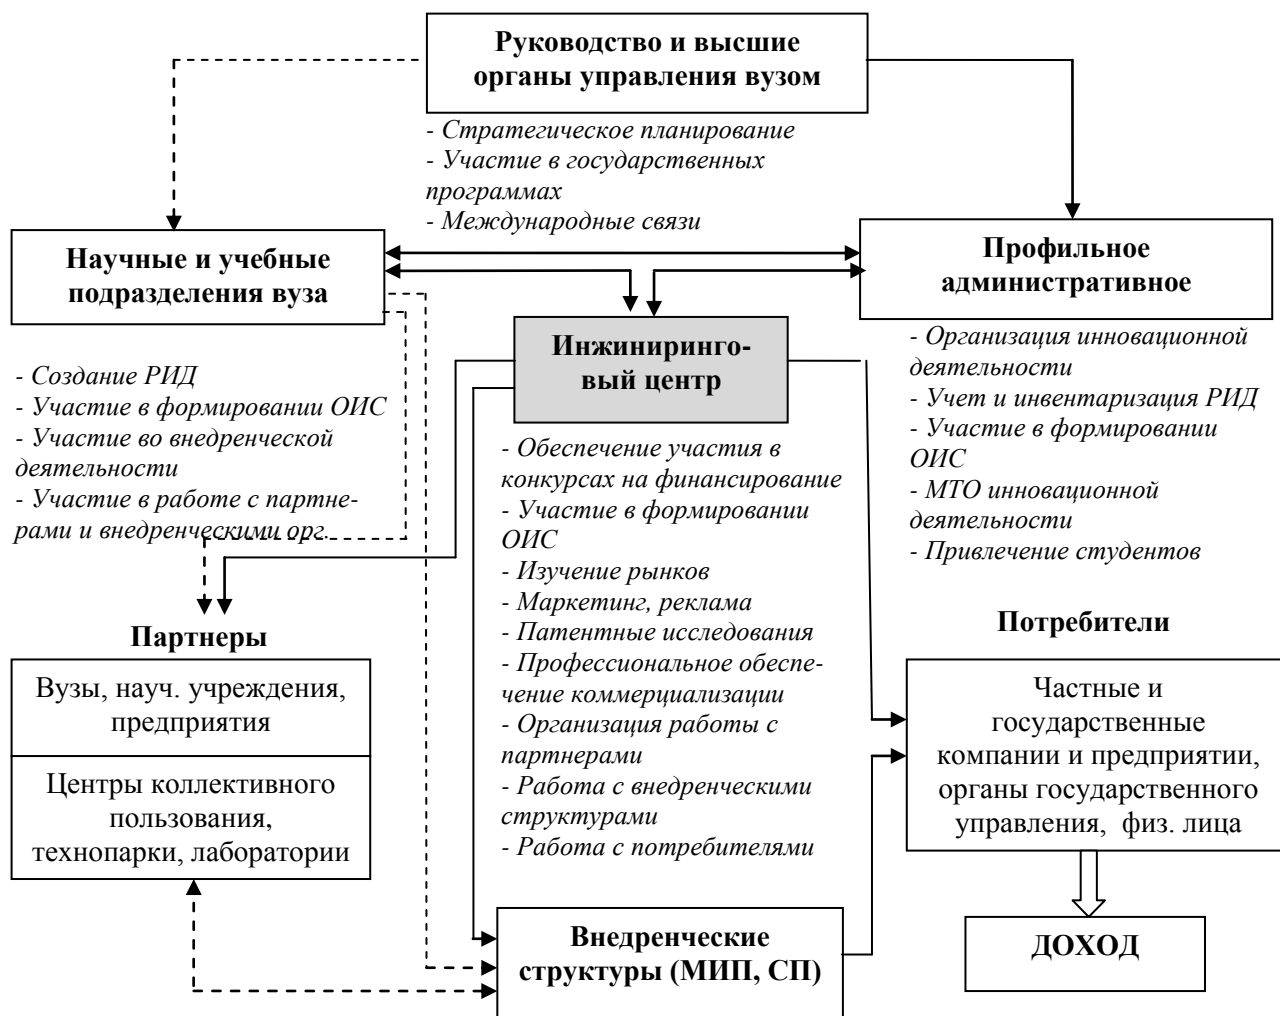 Руководство и высшие
органы управления вузом
- Стратегическое планирование
- Участие в государственных
программах
- Международные связи
Научные и учебные
подразделения вуза
Профильное
административное
- Создание РИД
- Участие в формировании ОИС
- Участие во внедренческой
деятельности
- Участие в работе с партне-
рами и внедренческими орг.
Инжиниринго-
вый центр
- Организация инновационной
деятельности
- Учет и инвентаризация РИД
- Участие в формировании
ОИС
- МТО инновационной
деятельности
- Привлечение студентов
- Обеспечение участия в
конкурсах на финансирование
- Участие в формировании
ОИС
- Изучение рынков
- Маркетинг, реклама
- Патентные исследования
- Профессиональное обеспе-
чение коммерциализации
- Организация работы с
партнерами
- Работа с внедренческими
структурами
- Работа с потребителями
Партнеры
Вузы, науч. учреждения,
предприятия
Центры коллективного
пользования,
технопарки, лаборатории
Потребители
Частные и
государственные
компании и предприятии,
органы государственного
управления, физ. лица
Внедренческие
структуры (МИП, СП)
ДОХОД